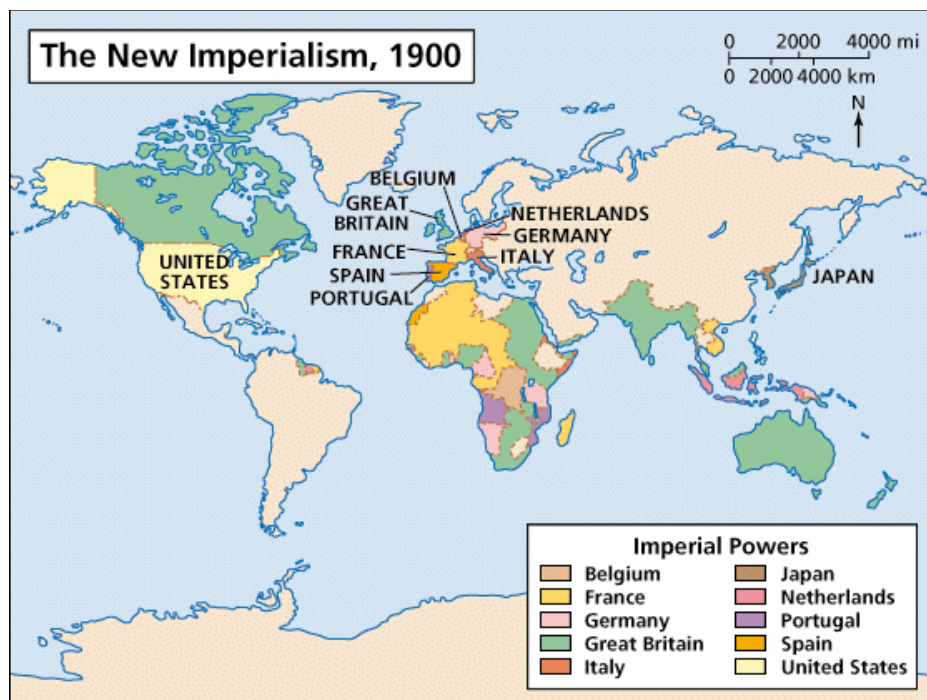 The New Imperialism, 1900
0 2000 4000 mi
0 2000 4000 km
N
BELGIUM
GREAT
BRITAIN
NETHERLANDS
GERMANY
FRANCE
ITALY
SPAIN
PORTUGAL
UNITED
STATES
JAPAN
Imperial Powers
Belgium
France
Germany
Great Britain
Italy
Japan
Netherlands
Portugal
Spain
United States